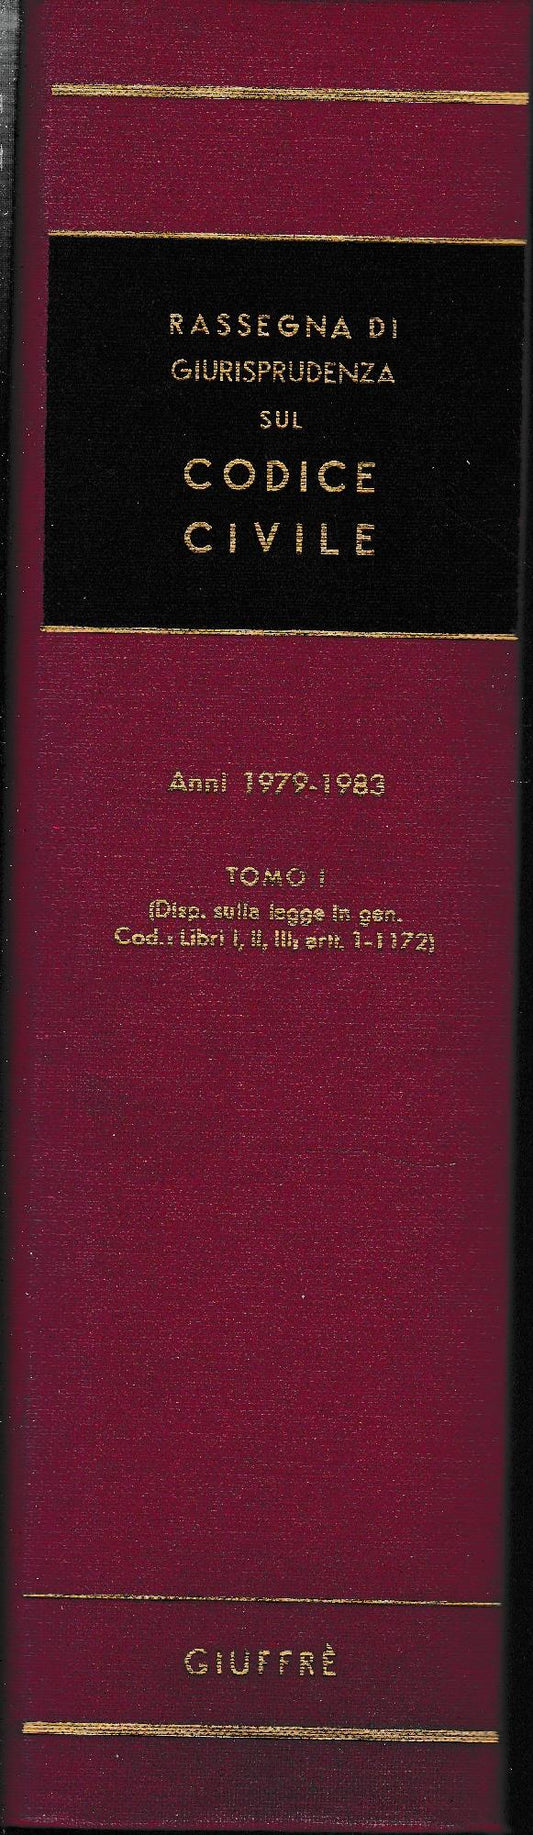 RASSEGNA DI
GIURISPRUDENZA
SUL
CODICE
CIVILE
Anni 1979-1983
TOMO I
(Disp. sulla legge in gen.
Cod.: Libri I, II, III; artt. 1-1172)
GIUFFRÈ